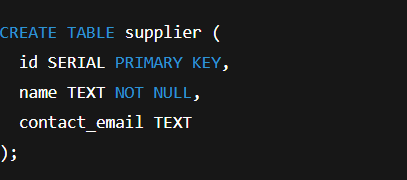 CREATE TABLE supplier (
  id SERIAL PRIMARY KEY,
  name TEXT NOT NULL,
  contact_email TEXT
);